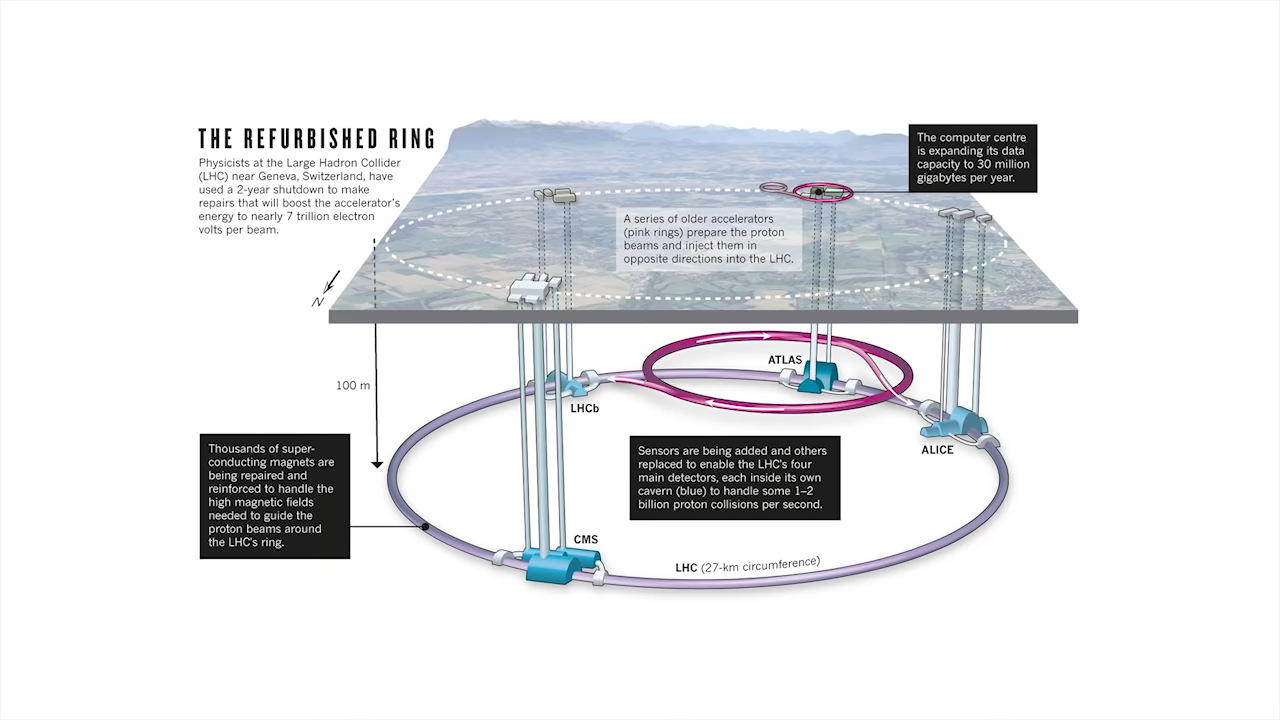 THE REFURBISHED RING
Physicists at the Large Hadron Collider
(LHC) near Geneva, Switzerland, have
used a 2-year shutdown to make
repairs that will boost the accelerator's
energy to nearly 7 trillion electron
volts per beam.
The computer centre
is expanding its data
capacity to 30 million
gigabytes per year.
A series of older accelerators
(pink rings) prepare the proton
beams and inject them in
opposite directions into the LHC.
N
100 m
ATLAS
LHCb
ALICE
Thousands of super-
conducting magnets are
being repaired and
reinforced to handle the
high magnetic fields
needed to guide the
proton beams around
the LHC's ring.
Sensors are being added and others
replaced to enable the LHC's four
main detectors, each inside its own
cavern (blue) to handle some 1–2
billion proton collisions per second.
CMS
LHC (27-km circumference)